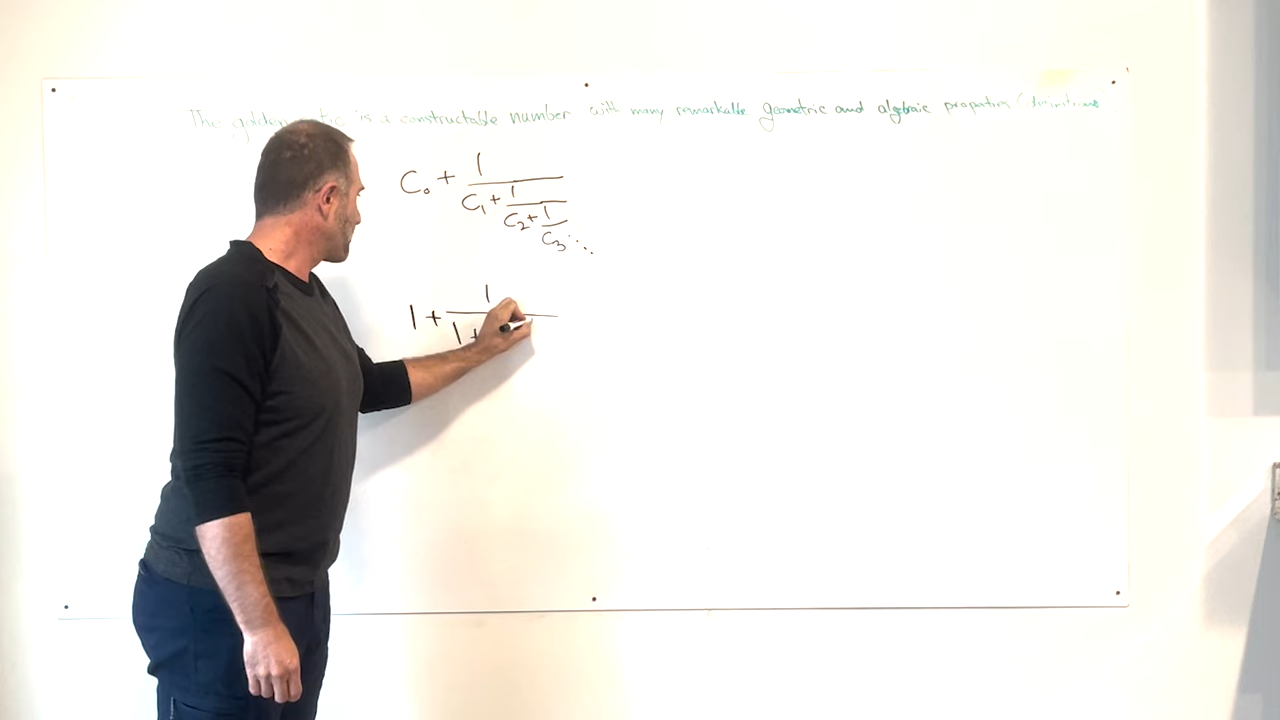 The golden is a constructable number with many remarkable geometric and algebraic properties
C₀ + 1
C₁ + 1
C₂ + 1
C₃ ⋱
1
1 +
1 +